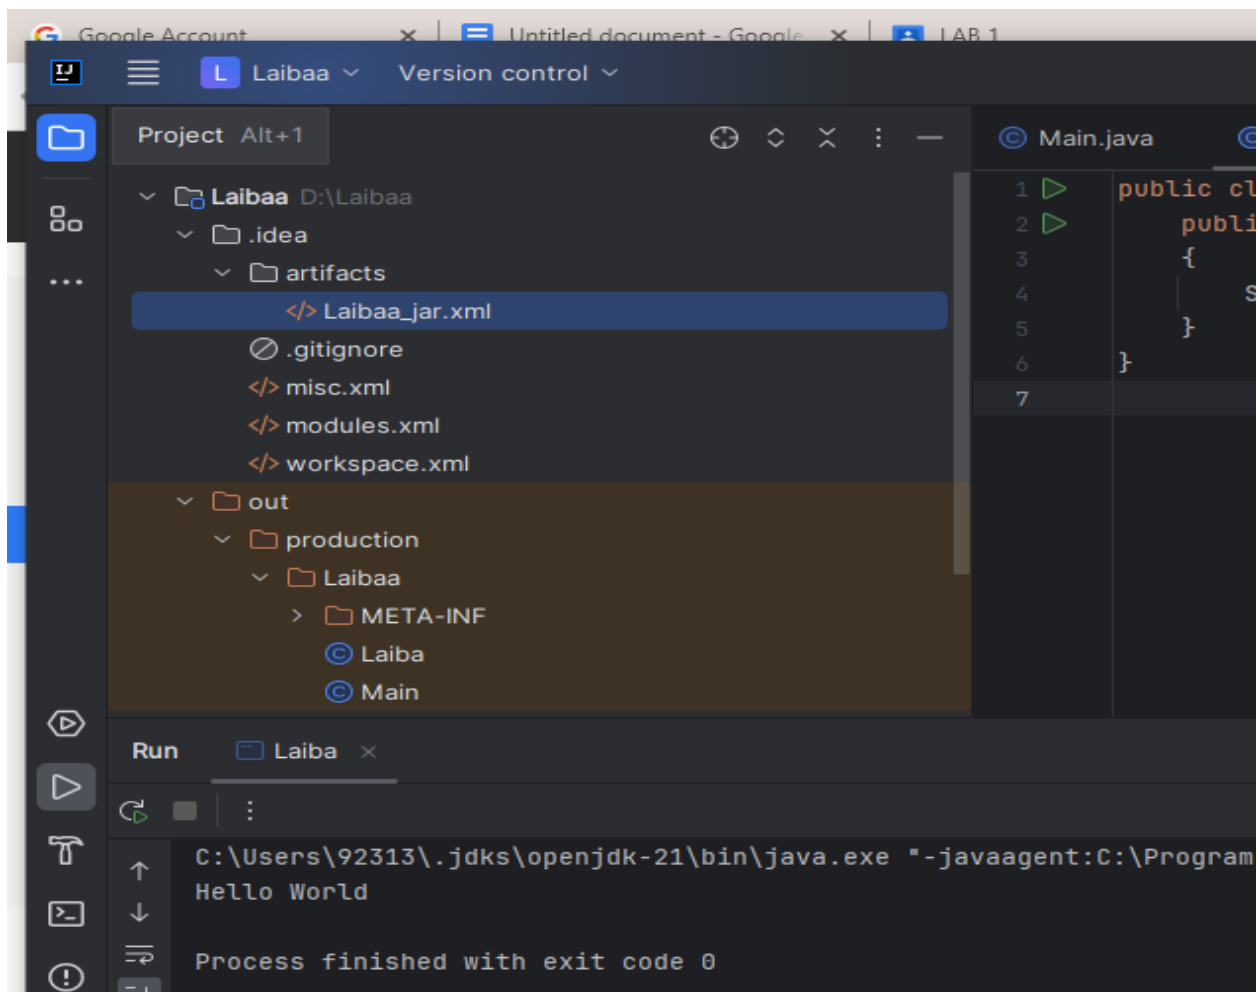 Google Account
Untitled document - Google
LAB 1
IJ
L Laibaa
Version control
Project Alt+1
Main.java
Laibaa D:\Laibaa
.idea
artifacts
Laibaa_jar.xml
.gitignore
misc.xml
modules.xml
workspace.xml
out
production
Laibaa
META-INF
Laiba
Main
1 public cl
2 publi
3 {
4 S
5 }
6 }
7
Run
Laiba
C:\Users\92313\.jdks\openjdk-21\bin\java.exe "-javaagent:C:\Program
Hello World
Process finished with exit code 0